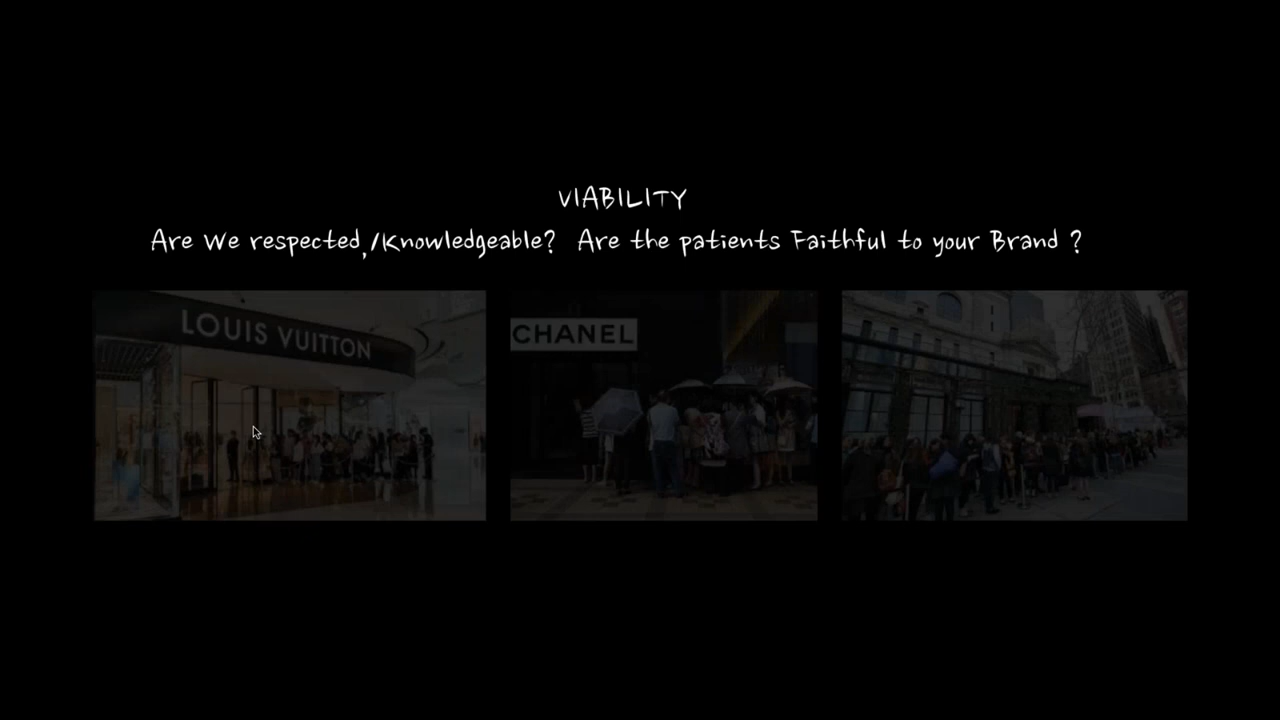 VIABILITY
Are We respected,/Knowledgeable? Are the patients Faithful to your Brand ?
LOUIS VUITTON
CHANEL